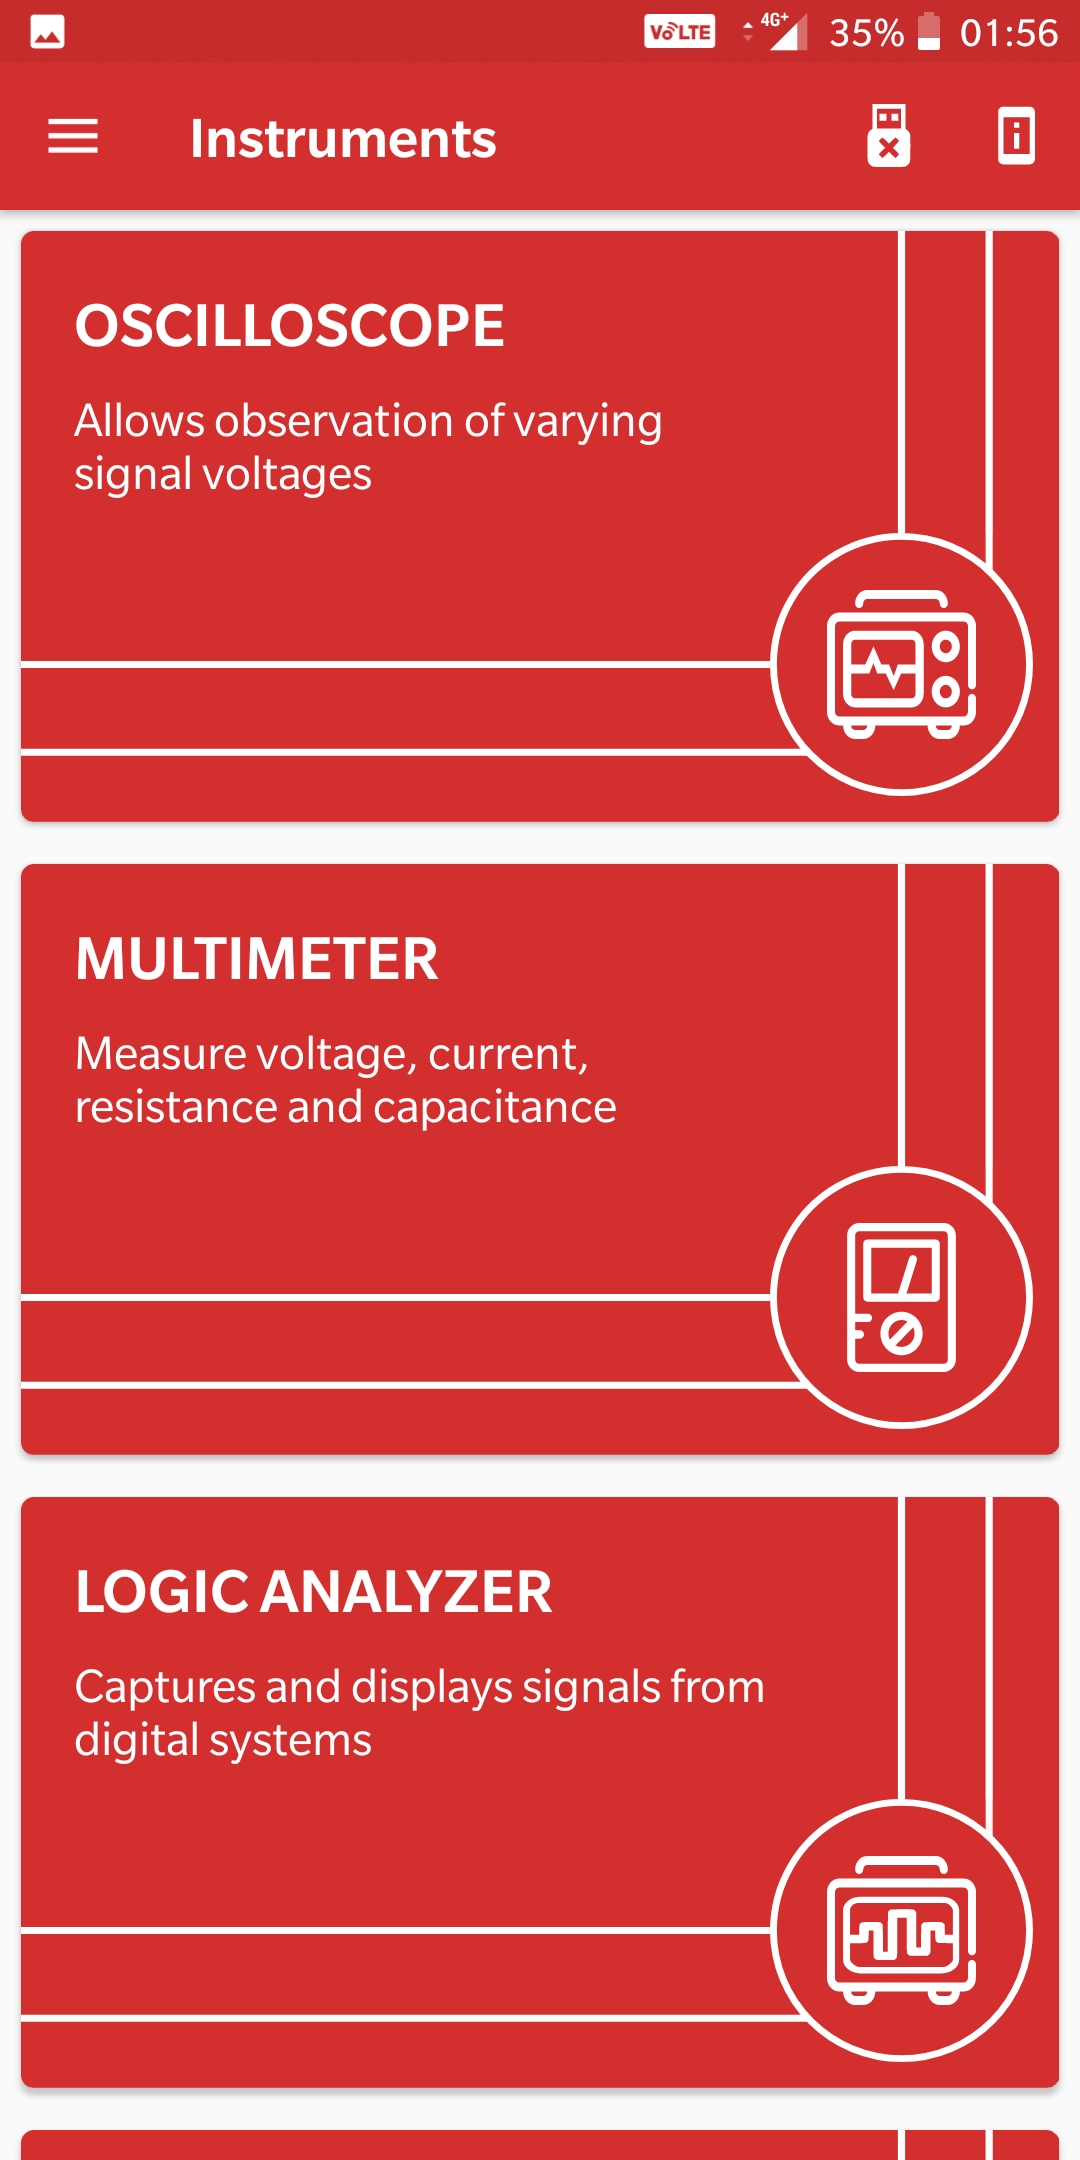 VoLTE 4G+ 35% 01:56
Instruments
OSCILLOSCOPE
Allows observation of varying
signal voltages
MULTIMETER
Measure voltage, current,
resistance and capacitance
LOGIC ANALYZER
Captures and displays signals from
digital systems